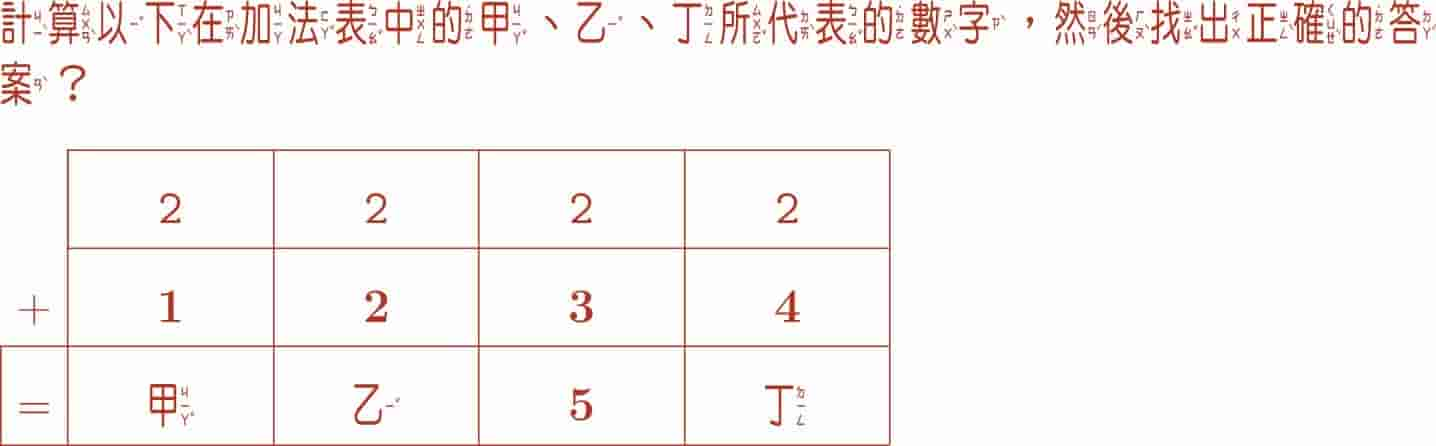 計算以下在加法表中的甲、乙、丁所代表的數字，然後找出正確的答
案？
2 2 2 2
+ 1 2 3 4
= 甲 乙 5 丁